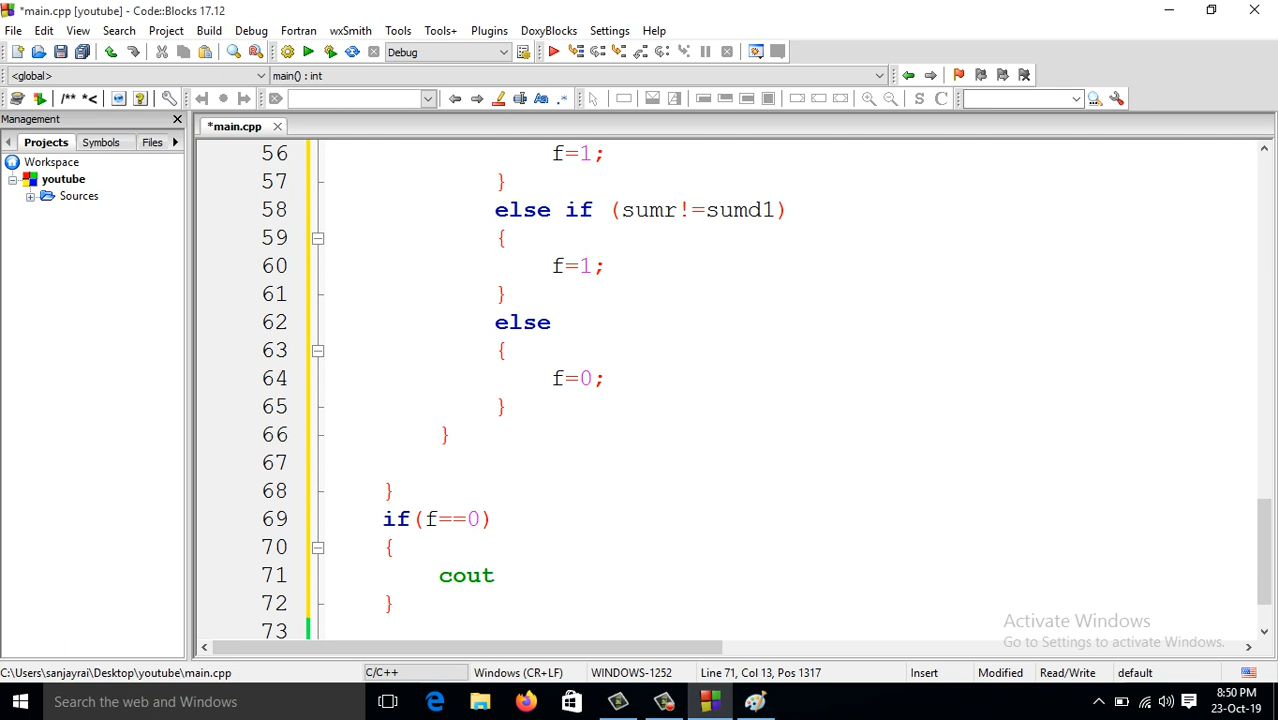 *main.cpp [youtube] - Code::Blocks 17.12
File Edit View Search Project Build Debug Fortran wxSmith Tools Tools+ Plugins DoxyBlocks Settings Help
Debug
<global> main() : int
/** *<
S C
Management
Projects Symbols Files
*main.cpp
Workspace
youtube
Sources
56 f=1;
57 }
58 else if (sumr!=sumd1)
59 {
60 f=1;
61 }
62 else
63 {
64 f=0;
65 }
66 }
67
68 }
69 if(f==0)
70 {
71 cout
72 }
73
Activate Windows
Go to Settings to activate Windows.
C:\Users\sanjayrai\Desktop\youtube\main.cpp C/C++ Windows (CR+LF) WINDOWS-1252 Line 71, Col 13, Pos 1317 Insert Modified Read/Write default
Search Windows
8:50 PM
23-Oct-19